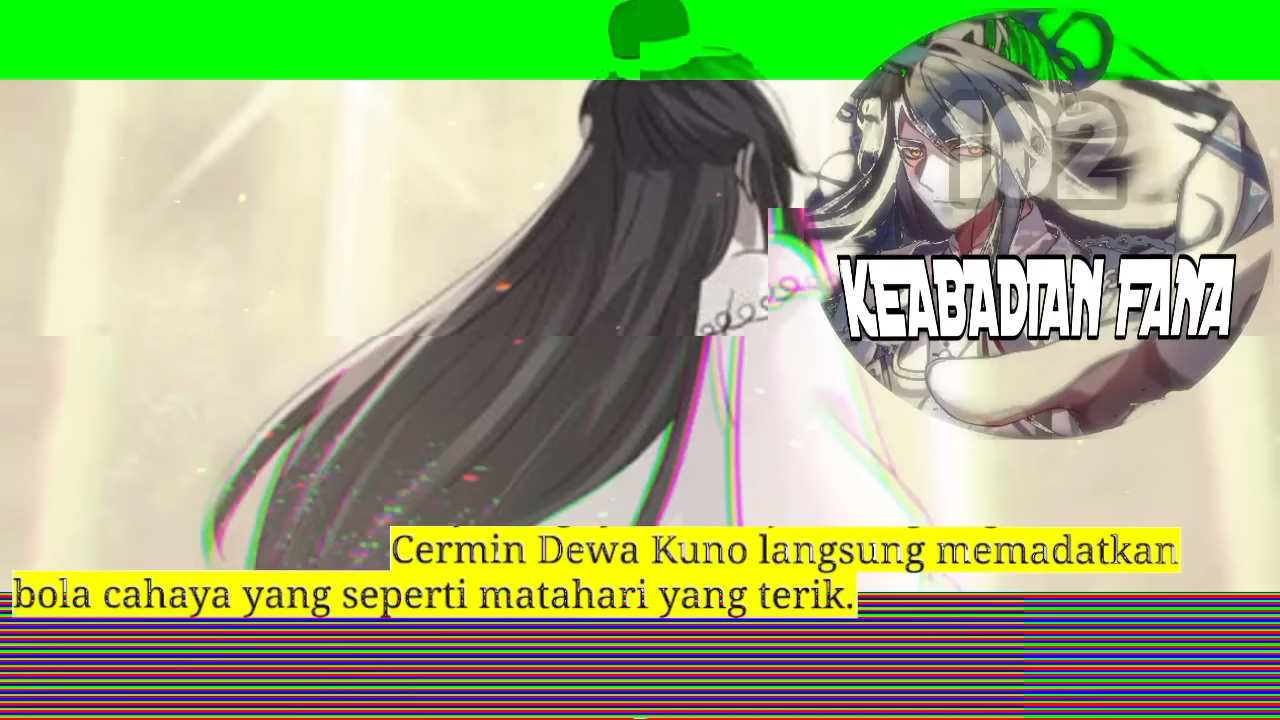 102
KEABADIAN FANA
Cermin Dewa Kuno langsung memadatkan
bola cahaya yang seperti matahari yang terik.